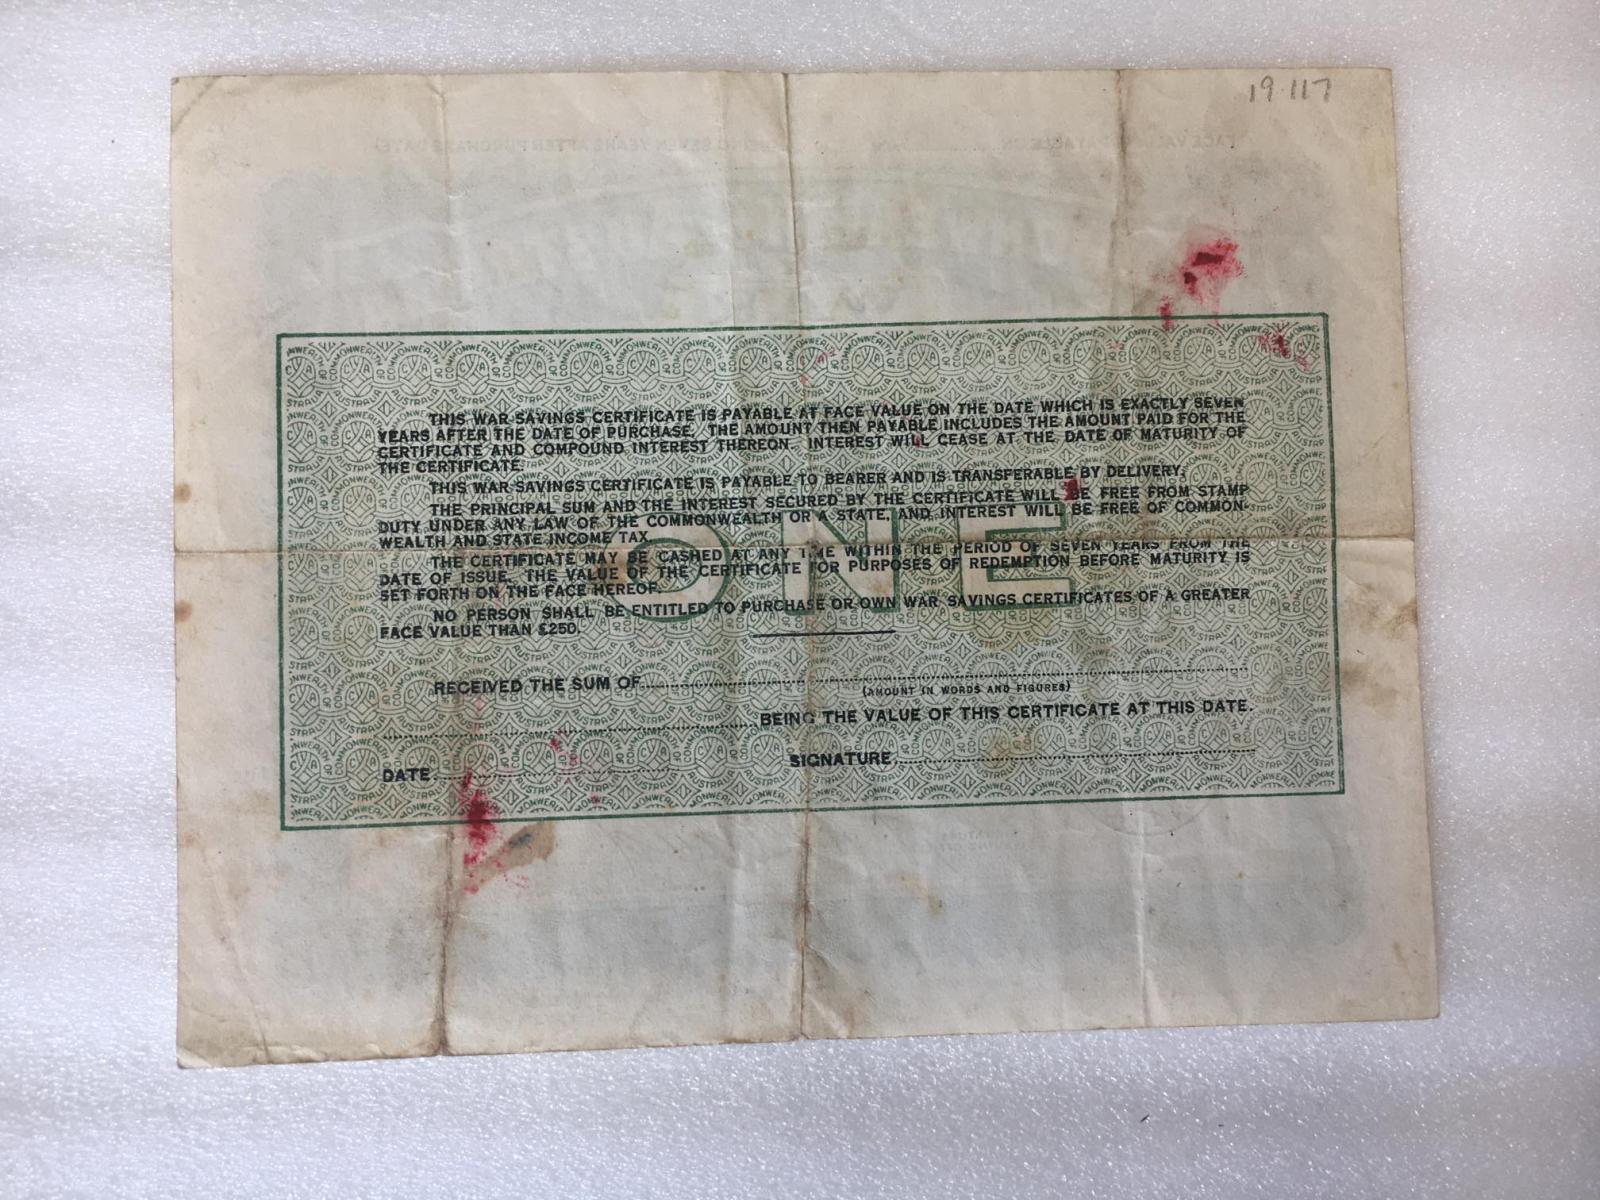 19.117
THIS WAR SAVINGS CERTIFICATE IS PAYABLE AT FACE VALUE ON THE DATE WHICH IS EXACTLY SEVEN
YEARS AFTER THE DATE OF PURCHASE. THE AMOUNT THEN PAYABLE INCLUDES THE AMOUNT PAID FOR THE
CERTIFICATE AND COMPOUND INTEREST THEREON. INTEREST WILL CEASE AT THE DATE OF MATURITY OF
THE CERTIFICATE.
THIS WAR SAVINGS CERTIFICATE IS PAYABLE TO BEARER AND IS TRANSFERABLE BY DELIVERY.
THE PRINCIPAL SUM AND THE INTEREST SECURED BY THE CERTIFICATE WILL BE FREE FROM STAMP
DUTY UNDER ANY LAW OF THE COMMONWEALTH OR A STATE, AND INTEREST WILL BE FREE OF COMMON-
WEALTH AND STATE INCOME TAX.
THE CERTIFICATE MAY BE CASHED AT ANY TIME WITHIN THE PERIOD OF SEVEN YEARS FROM THE
DATE OF ISSUE. THE VALUE OF THE CERTIFICATE FOR PURPOSES OF REDEMPTION BEFORE MATURITY IS
SET FORTH ON THE FACE HEREOF.
NO PERSON SHALL BE ENTITLED TO PURCHASE OR OWN WAR SAVINGS CERTIFICATES OF A GREATER
FACE VALUE THAN £250.
ONE
RECEIVED THE SUM OF
(AMOUNT IN WORDS AND FIGURES)
BEING THE VALUE OF THIS CERTIFICATE AT THIS DATE.
DATE SIGNATURE